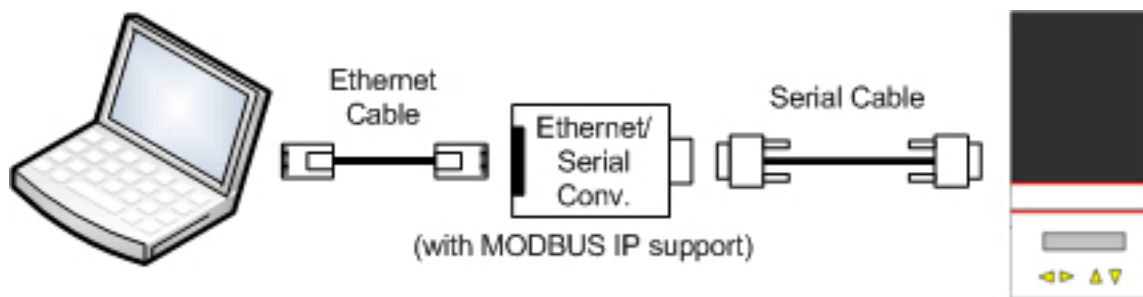 Ethernet
Cable
Ethernet/
Serial
Conv.
Serial Cable
(with MODBUS IP support)